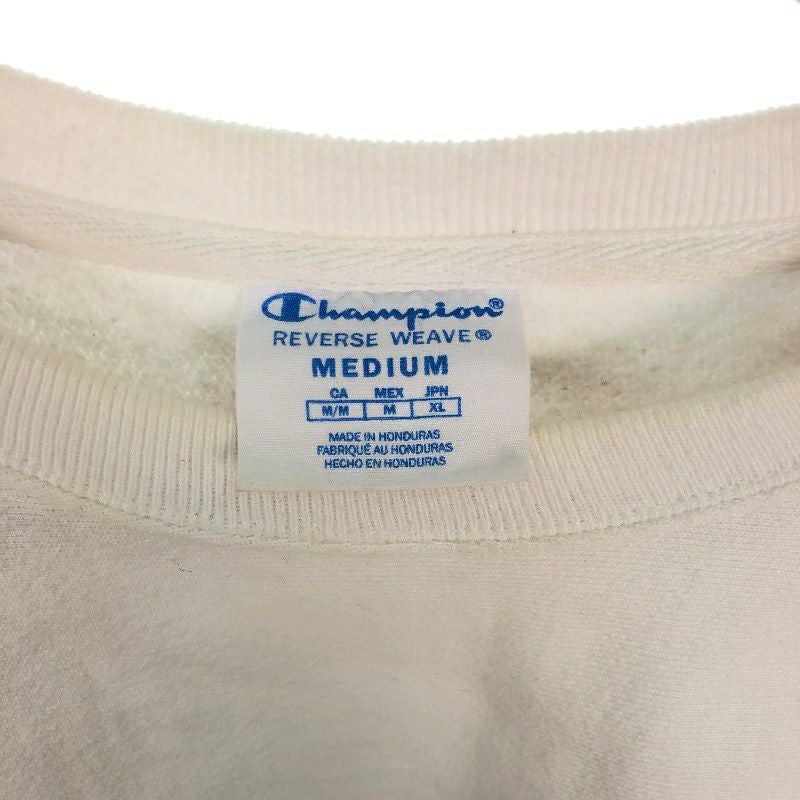 Champion®
REVERSE WEAVE®
MEDIUM
CA MEX JPN
M/M M XL
MADE IN HONDURAS
FABRIQUÉ AU HONDURAS
HECHO EN HONDURAS